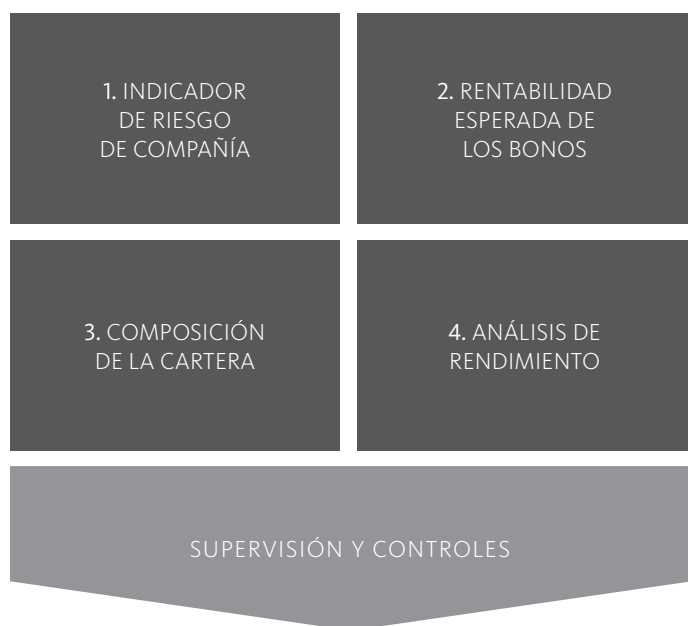 1. INDICADOR
DE RIESGO
DE COMPAÑÍA
2. RENTABILIDAD
ESPERADA DE
LOS BONOS
3. COMPOSICIÓN
DE LA CARTERA
4. ANÁLISIS DE
RENDIMIENTO
SUPERVISIÓN Y CONTROLES